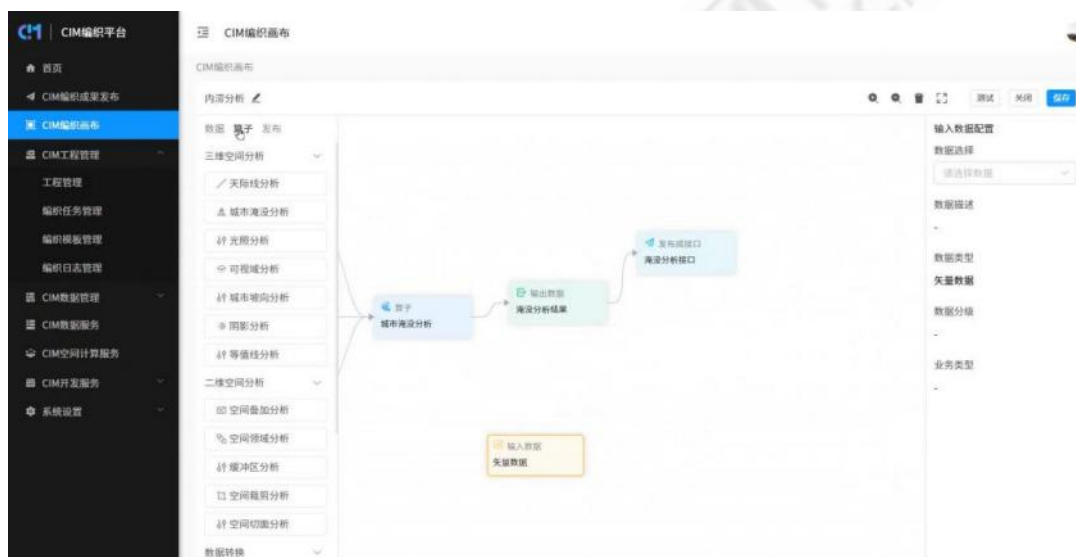 CIM编织平台
CIM编织画布
首页
CIM编织成果发布
CIM编织画布
CIM工程管理
工程管理
编织任务管理
编织模板管理
编织日志管理
CIM数据管理
CIM数据服务
CIM空间计算服务
CIM开发服务
系统设置
CIM编织画布
内涝分析
测试
关闭
保存
数据 算子 发布
三维空间分析
天际线分析
城市淹没分析
光照分析
可视域分析
城市坡向分析
阴影分析
等值线分析
二维空间分析
空间叠加分析
空间领域分析
缓冲区分析
空间裁剪分析
空间切面分析
数据转换
算子
城市淹没分析
输出数据
淹没分析结果
发布成接口
淹没分析接口
输入数据
矢量数据
输入数据配置
数据选择
请选择数据
数据描述
-
数据类型
矢量数据
数据分级
-
业务类型
-